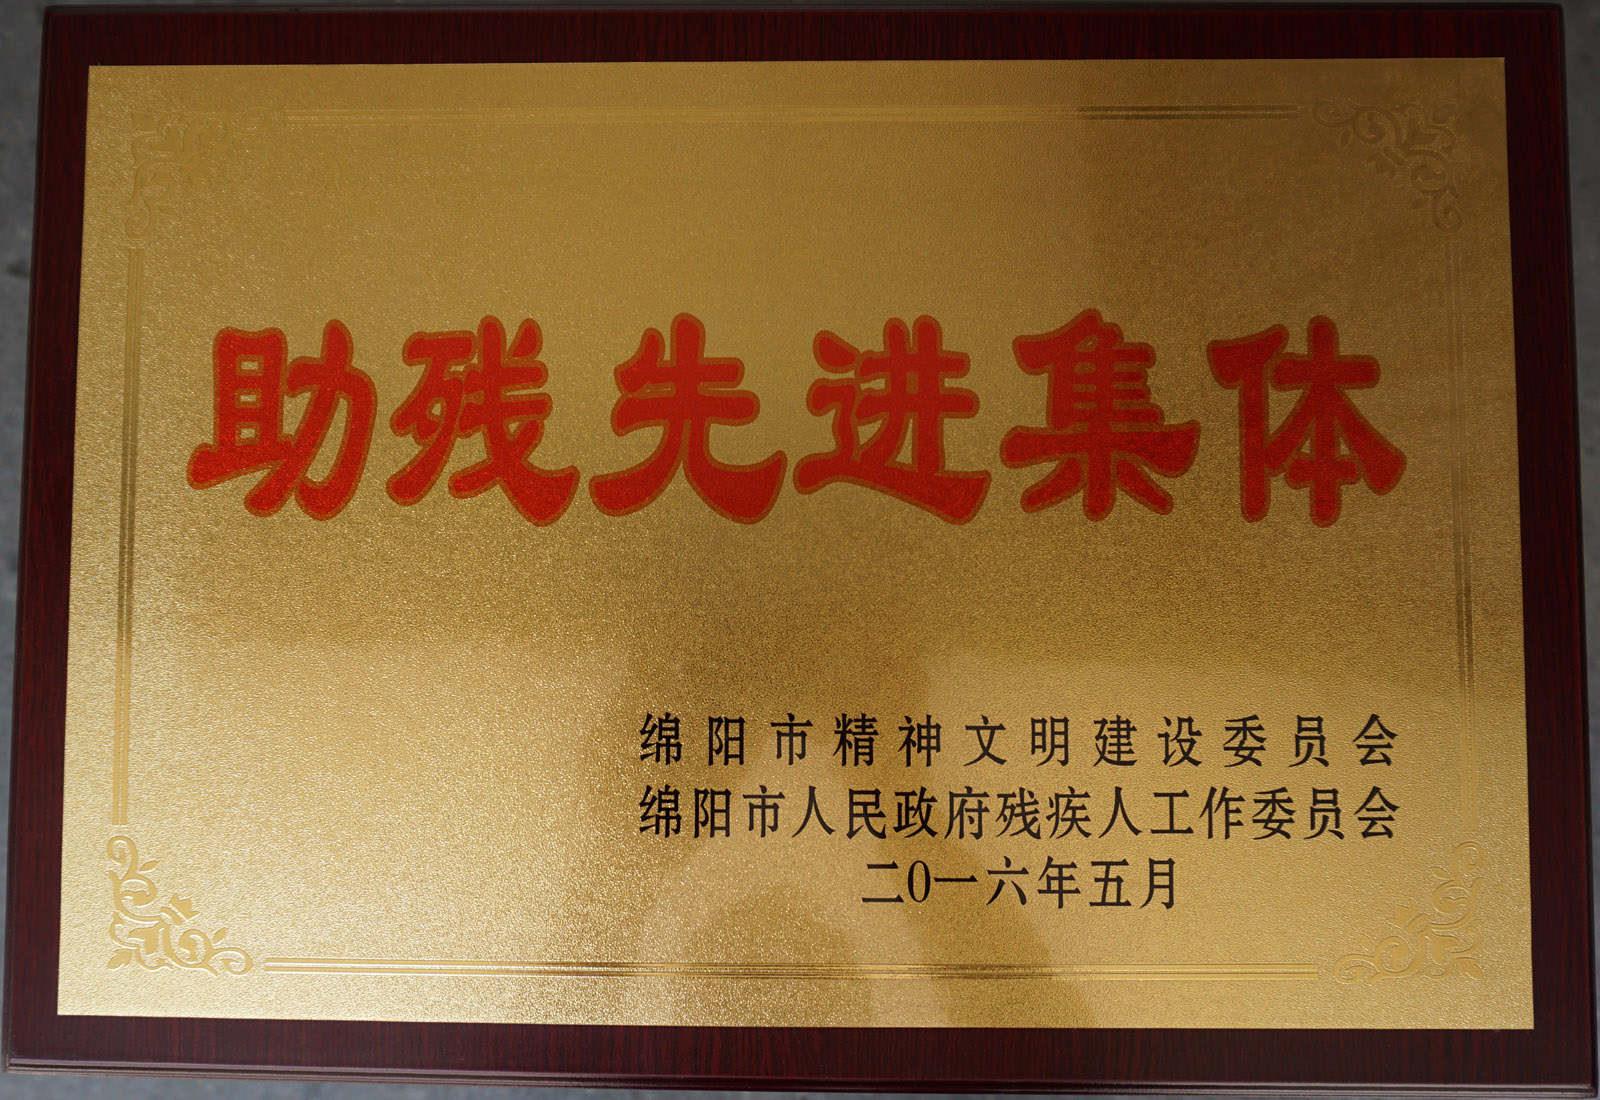 助残先进集体
绵阳市精神文明建设委员会
绵阳市人民政府残疾人工作委员会
二0一六年五月